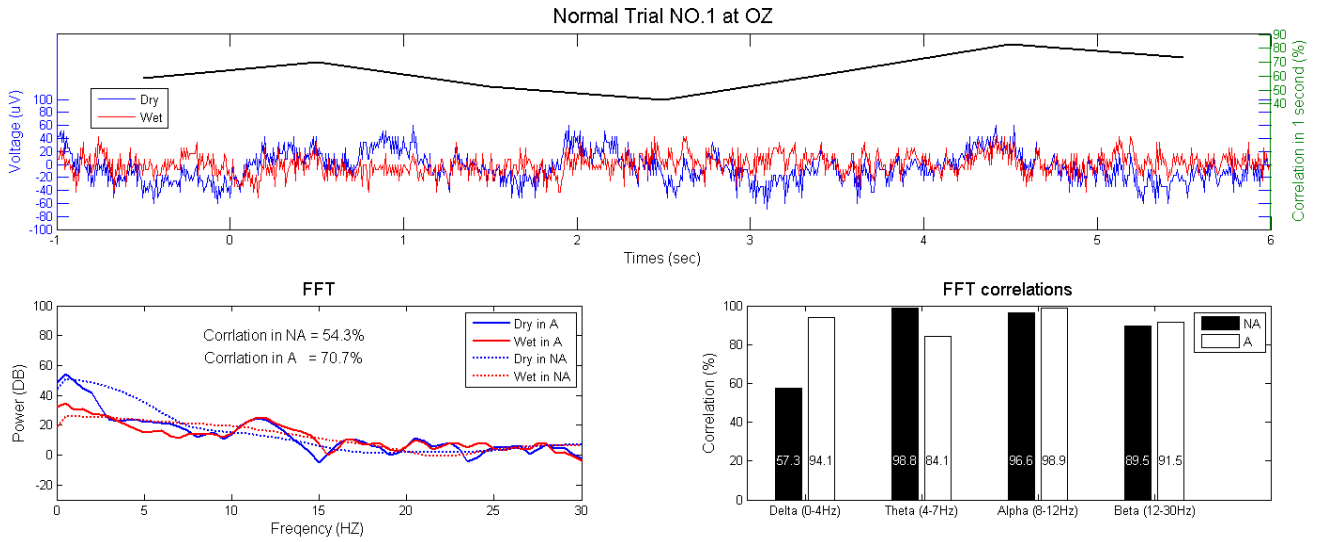 Normal Trial NO.1 at OZ
Voltage (uV)
100
80
60
40
20
0
-20
-40
-60
-80
-100
Dry
Wet
90
80
70
60
50
40
Correlation in 1 second (%)
-1 0 1 2 3 4 5 6
Times (sec)
FFT
Power (DB)
100
80
60
40
20
0
-20
Corrlation in NA = 54.3%
Corrlation in A = 70.7%
Dry in A
Wet in A
Dry in NA
Wet in NA
0 5 10 15 20 25 30
Freqency (HZ)
FFT correlations
Correlation (%)
100
80
60
40
20
0
NA
A
57.3 94.1 98.8 84.1 96.6 98.9 89.5 91.5
Delta (0-4Hz) Theta (4-7Hz) Alpha (8-12Hz) Beta (12-30Hz)